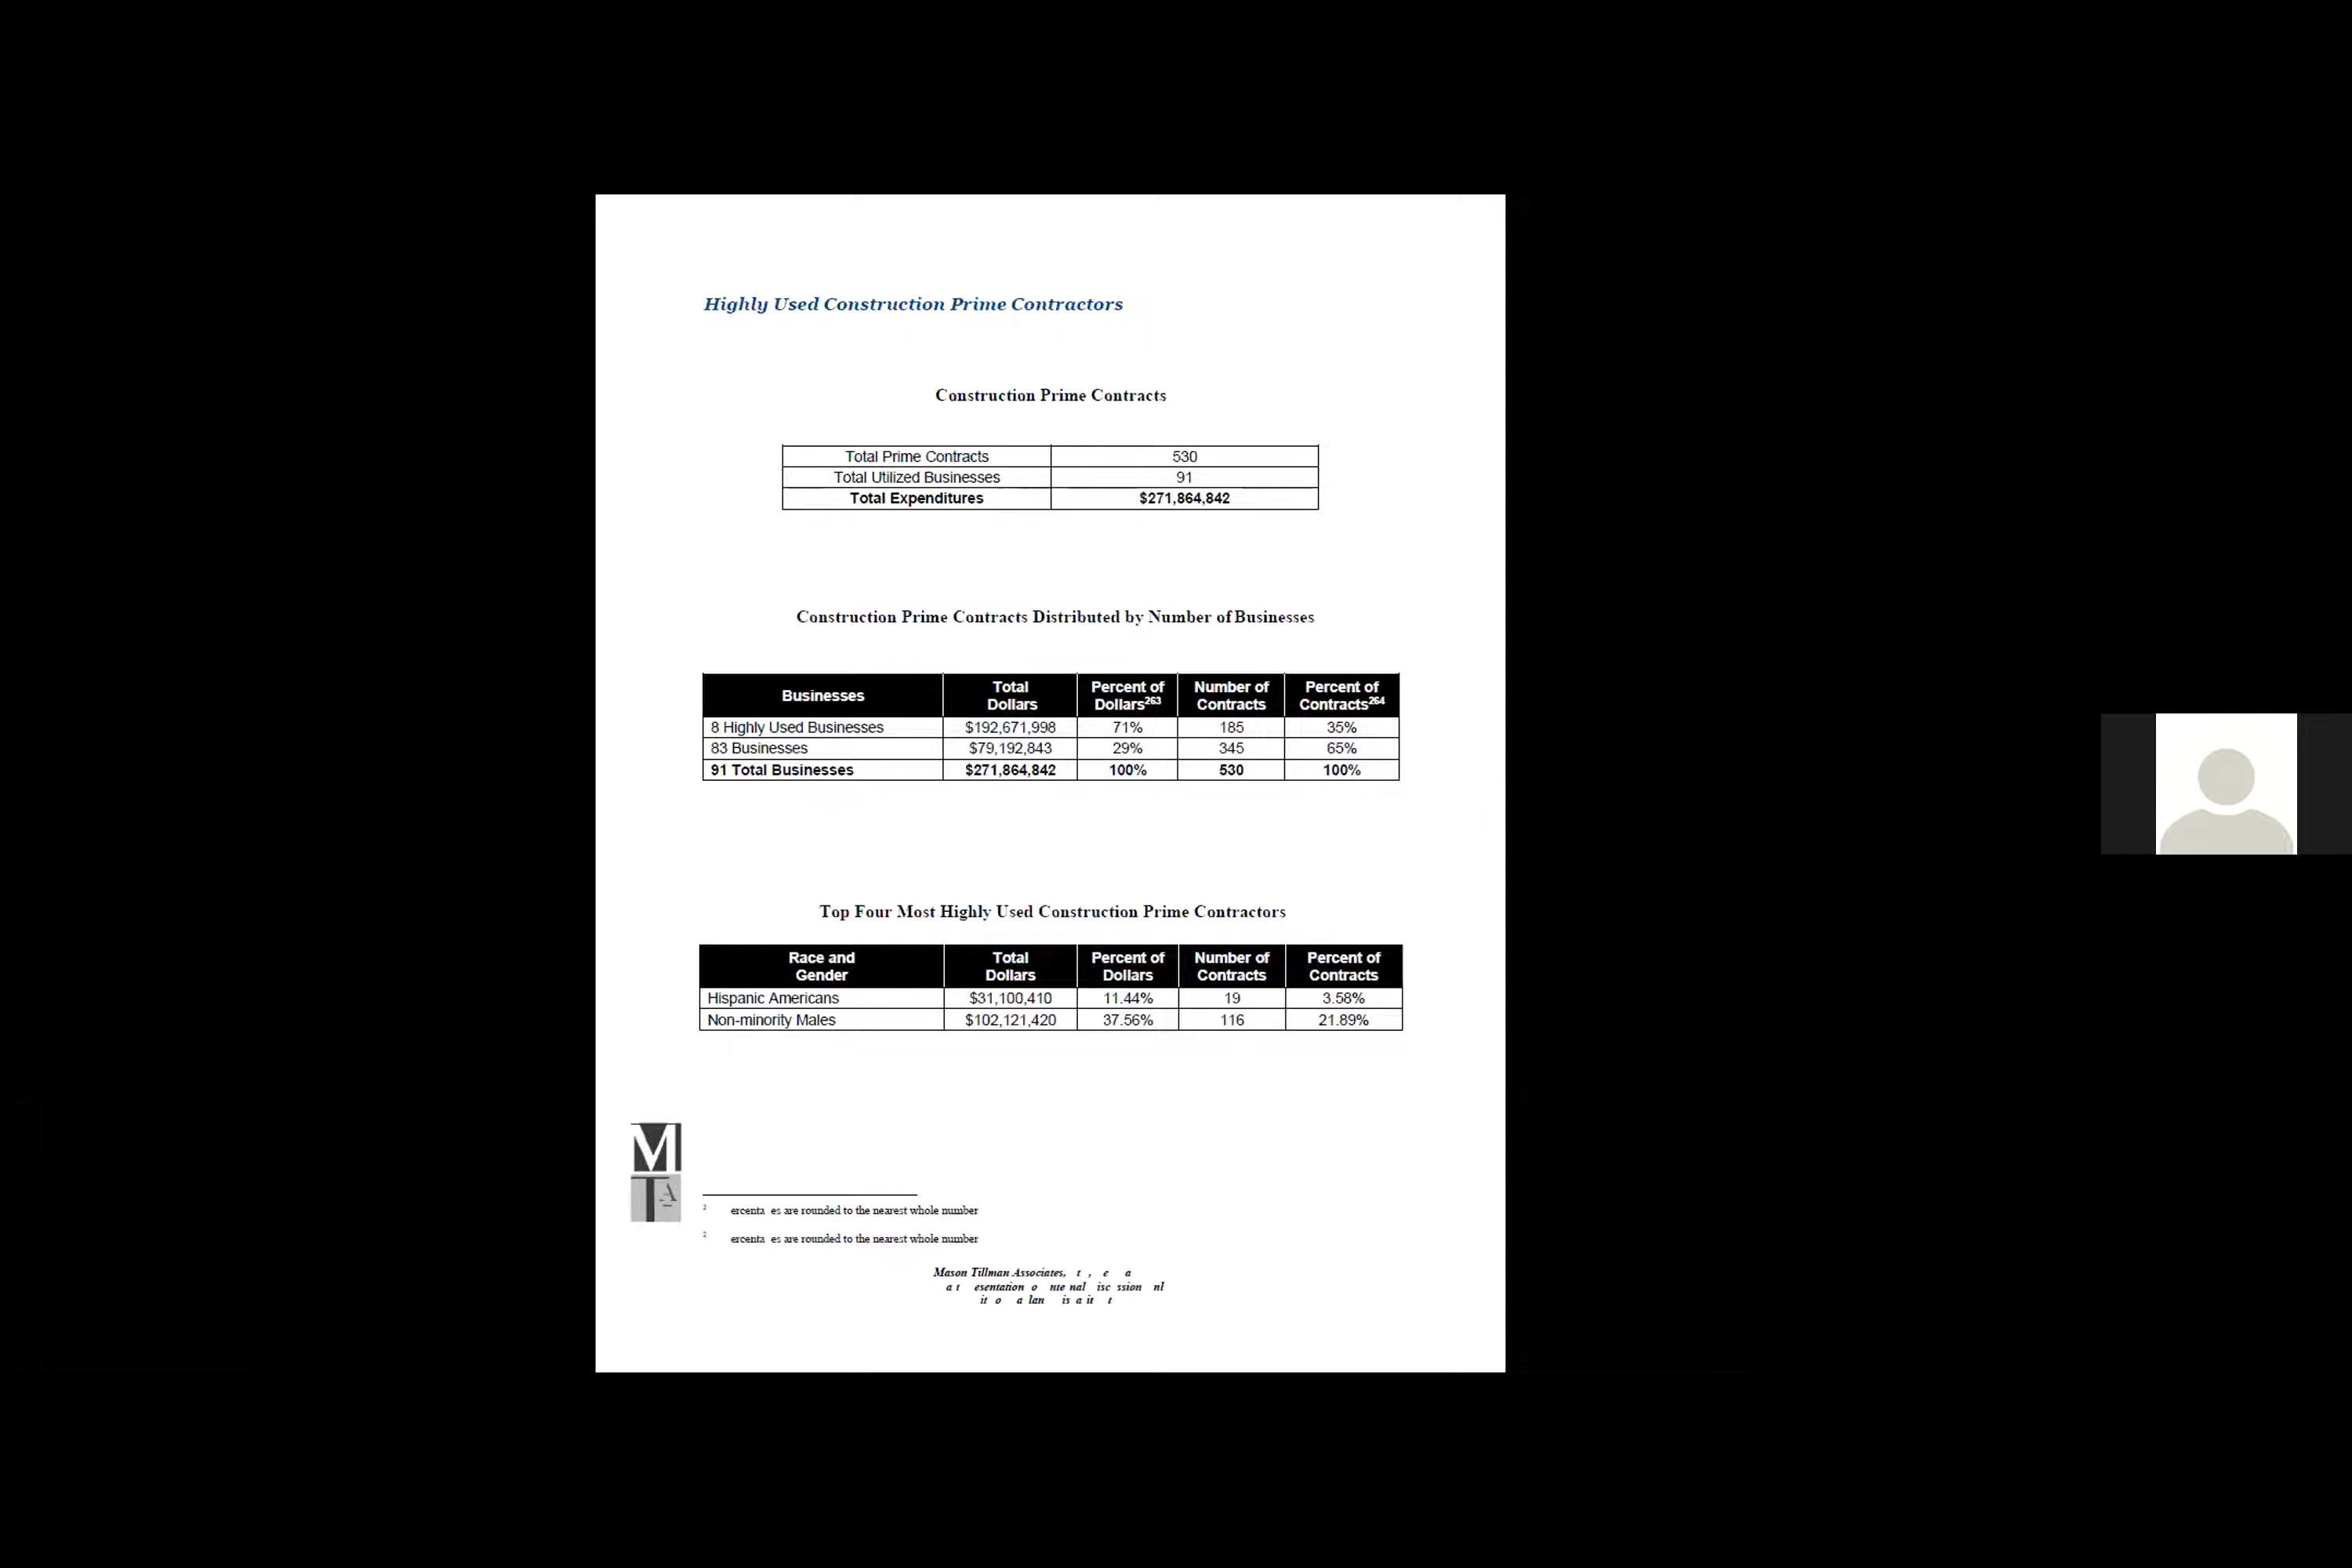 Highly Used Construction Prime Contractors
Construction Prime Contracts
Total Prime Contracts 530
Total Utilized Businesses 91
Total Expenditures $271,864,842
Construction Prime Contracts Distributed by Number of Businesses
Businesses Total Dollars Percent of Dollars263 Number of Contracts Percent of Contracts264
8 Highly Used Businesses $192,671,998 71% 185 35%
83 Businesses $79,192,843 29% 345 65%
91 Total Businesses $271,864,842 100% 530 100%
Top Four Most Highly Used Construction Prime Contractors
Race and Gender Total Dollars Percent of Dollars Number of Contracts Percent of Contracts
Hispanic Americans $31,100,410 11.44% 19 3.58%
Non-minority Males $102,121,420 37.56% 116 21.89%
MTA
2 are rounded to the nearest whole number
2 are rounded to the nearest whole number
Mason Tillman Associates,